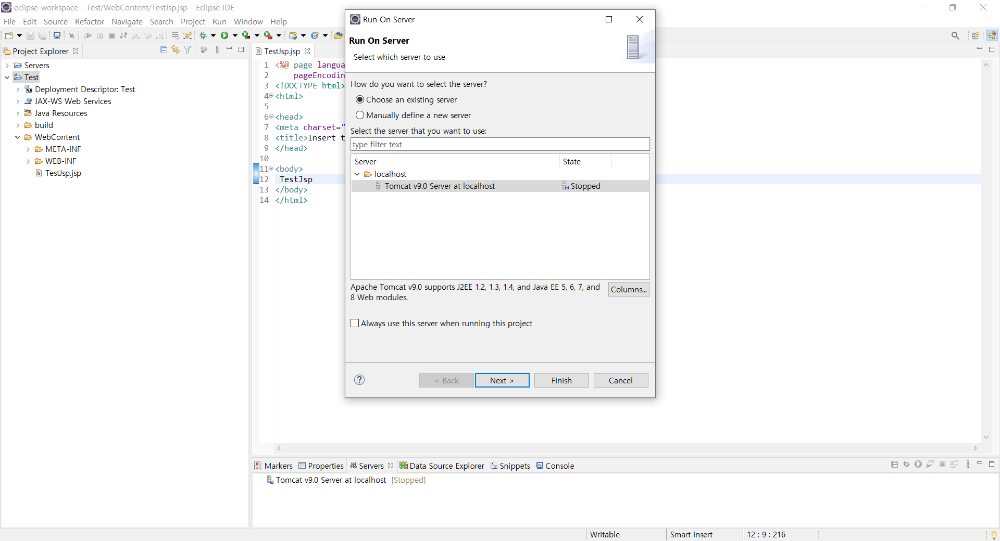 eclipse-workspace - Test/WebContent/TestJsp.jsp - Eclipse IDE
File Edit Source Refactor Navigate Search Project Run Window Help
Project Explorer
Servers
Test
Deployment Descriptor: Test
JAX-WS Web Services
Java Resources
build
WebContent
META-INF
WEB-INF
TestJsp.jsp
TestJsp.jsp
1 <%@ page langua
2 pageEncodin
3 <!DOCTYPE html>
4 <html>
5
6 <head>
7 <meta charset="
8 <title>Insert t
9 </head>
10
11 <body>
12 TestJsp
13 </body>
14 </html>
Run On Server
Run On Server
Select which server to use
How do you want to select the server?
Choose an existing server
Manually define a new server
Select the server that you want to use:
type filter text
Server State
localhost
Tomcat v9.0 Server at localhost Stopped
Apache Tomcat v9.0 supports J2EE 1.2, 1.3, 1.4, and Java EE 5, 6, 7, and
8 Web modules.
Columns...
Always use this server when running this project
< Back Next > Finish Cancel
Markers Properties Servers Data Source Explorer Snippets Console
Tomcat v9.0 Server at localhost [Stopped]
Writable Smart Insert 12 : 9 : 216